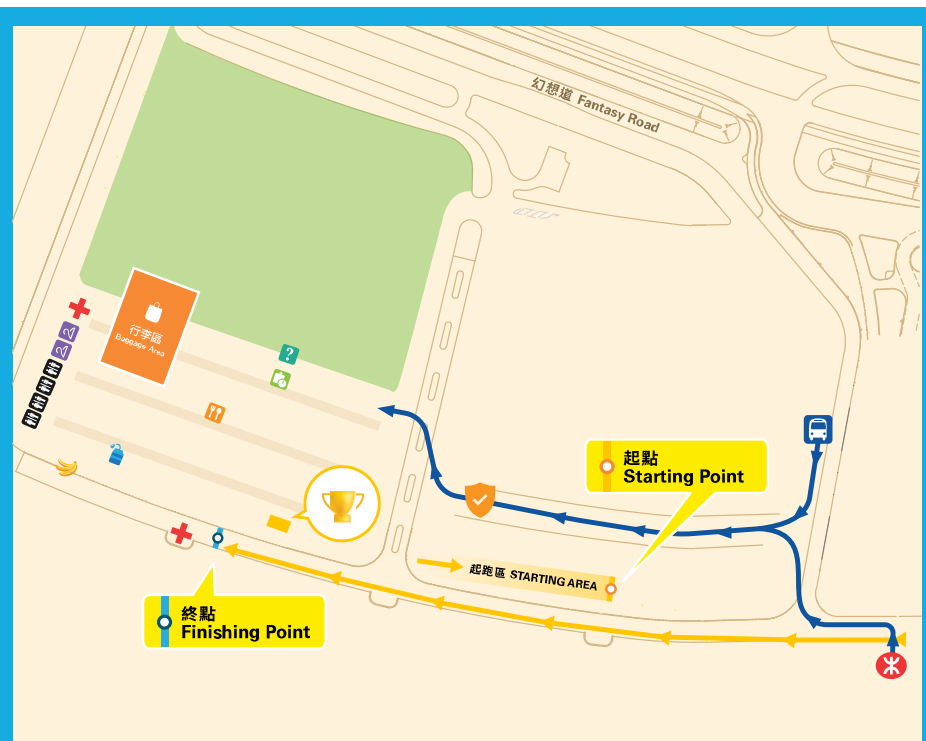 幻想道 Fantasy Road
行李區
Baggage Area
?
起點
Starting Point
起跑區 STARTING AREA
終點
Finishing Point